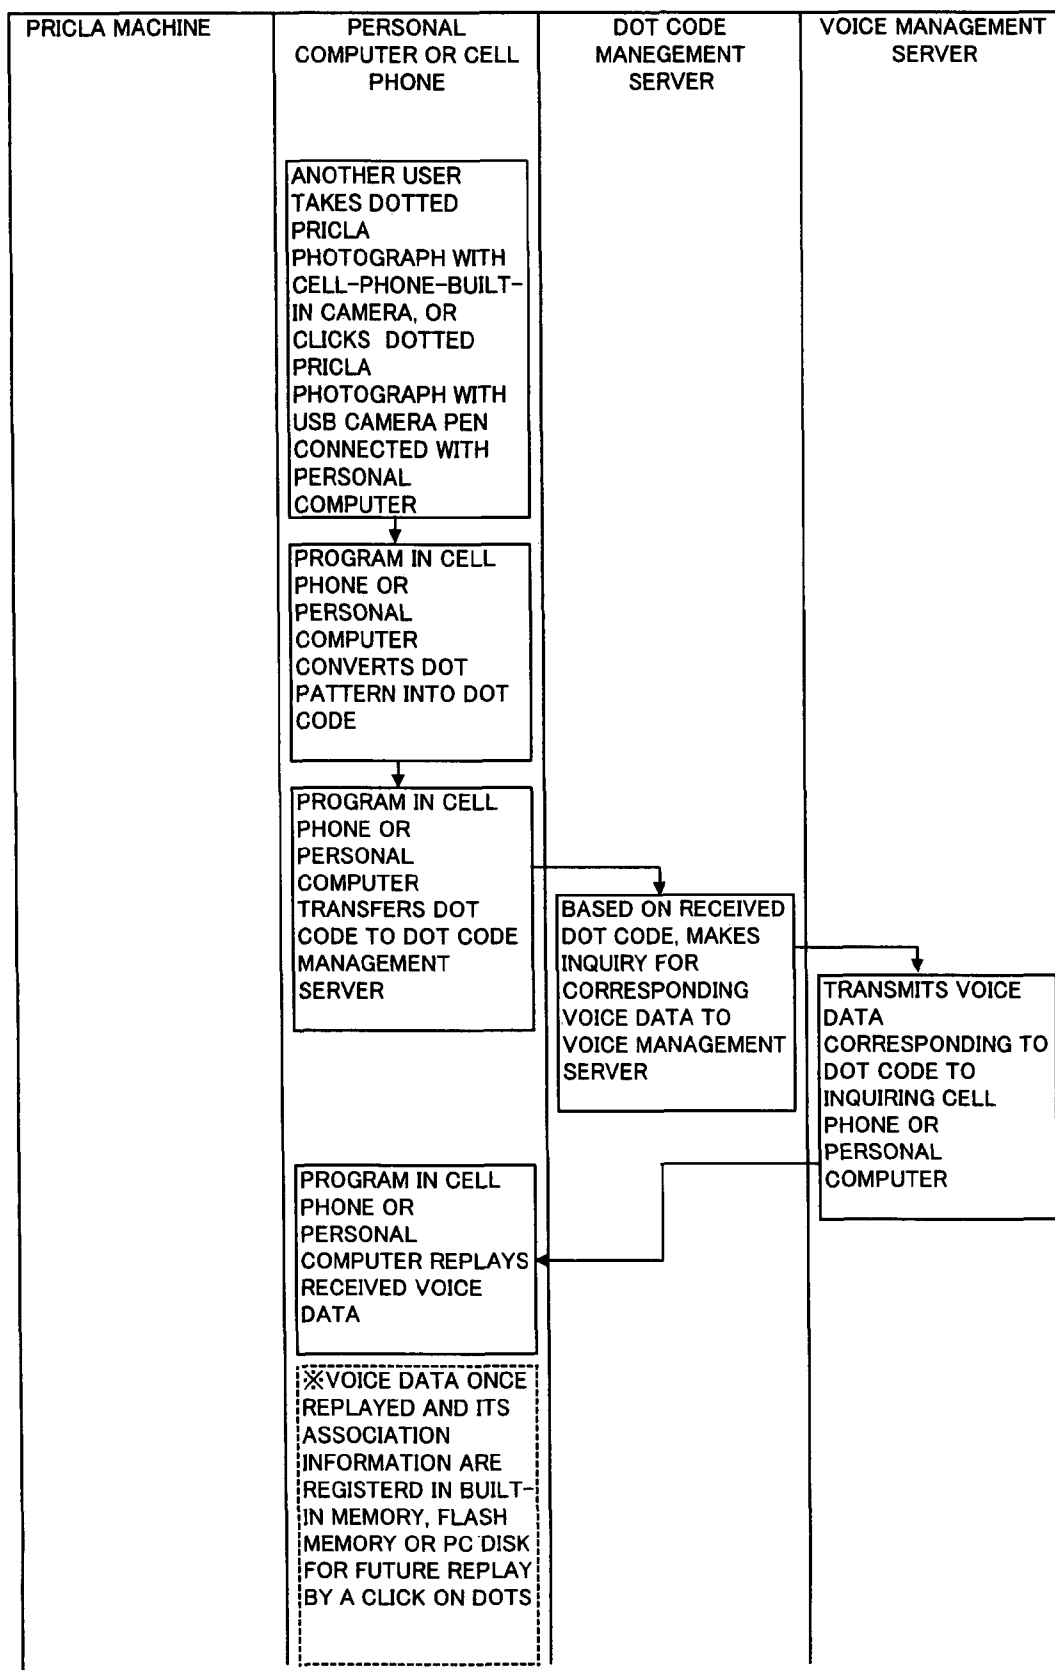 PRICLA MACHINE
PERSONAL
COMPUTER OR CELL
PHONE
DOT CODE
MANEGEMENT
SERVER
VOICE MANAGEMENT
SERVER
ANOTHER USER
TAKES DOTTED
PRICLA
PHOTOGRAPH WITH
CELL-PHONE-BUILT-
IN CAMERA, OR
CLICKS DOTTED
PRICLA
PHOTOGRAPH WITH
USB CAMERA PEN
CONNECTED WITH
PERSONAL
COMPUTER
PROGRAM IN CELL
PHONE OR
PERSONAL
COMPUTER
CONVERTS DOT
PATTERN INTO DOT
CODE
PROGRAM IN CELL
PHONE OR
PERSONAL
COMPUTER
TRANSFERS DOT
CODE TO DOT CODE
MANAGEMENT
SERVER
BASED ON RECEIVED
DOT CODE, MAKES
INQUIRY FOR
CORRESPONDING
VOICE DATA TO
VOICE MANAGEMENT
SERVER
TRANSMITS VOICE
DATA
CORRESPONDING TO
DOT CODE TO
INQUIRING CELL
PHONE OR
PERSONAL
COMPUTER
PROGRAM IN CELL
PHONE OR
PERSONAL
COMPUTER REPLAYS
RECEIVED VOICE
DATA
※VOICE DATA ONCE
REPLAYED AND ITS
ASSOCIATION
INFORMATION ARE
REGISTERD IN BUILT-
IN MEMORY, FLASH
MEMORY OR PC DISK
FOR FUTURE REPLAY
BY A CLICK ON DOTS